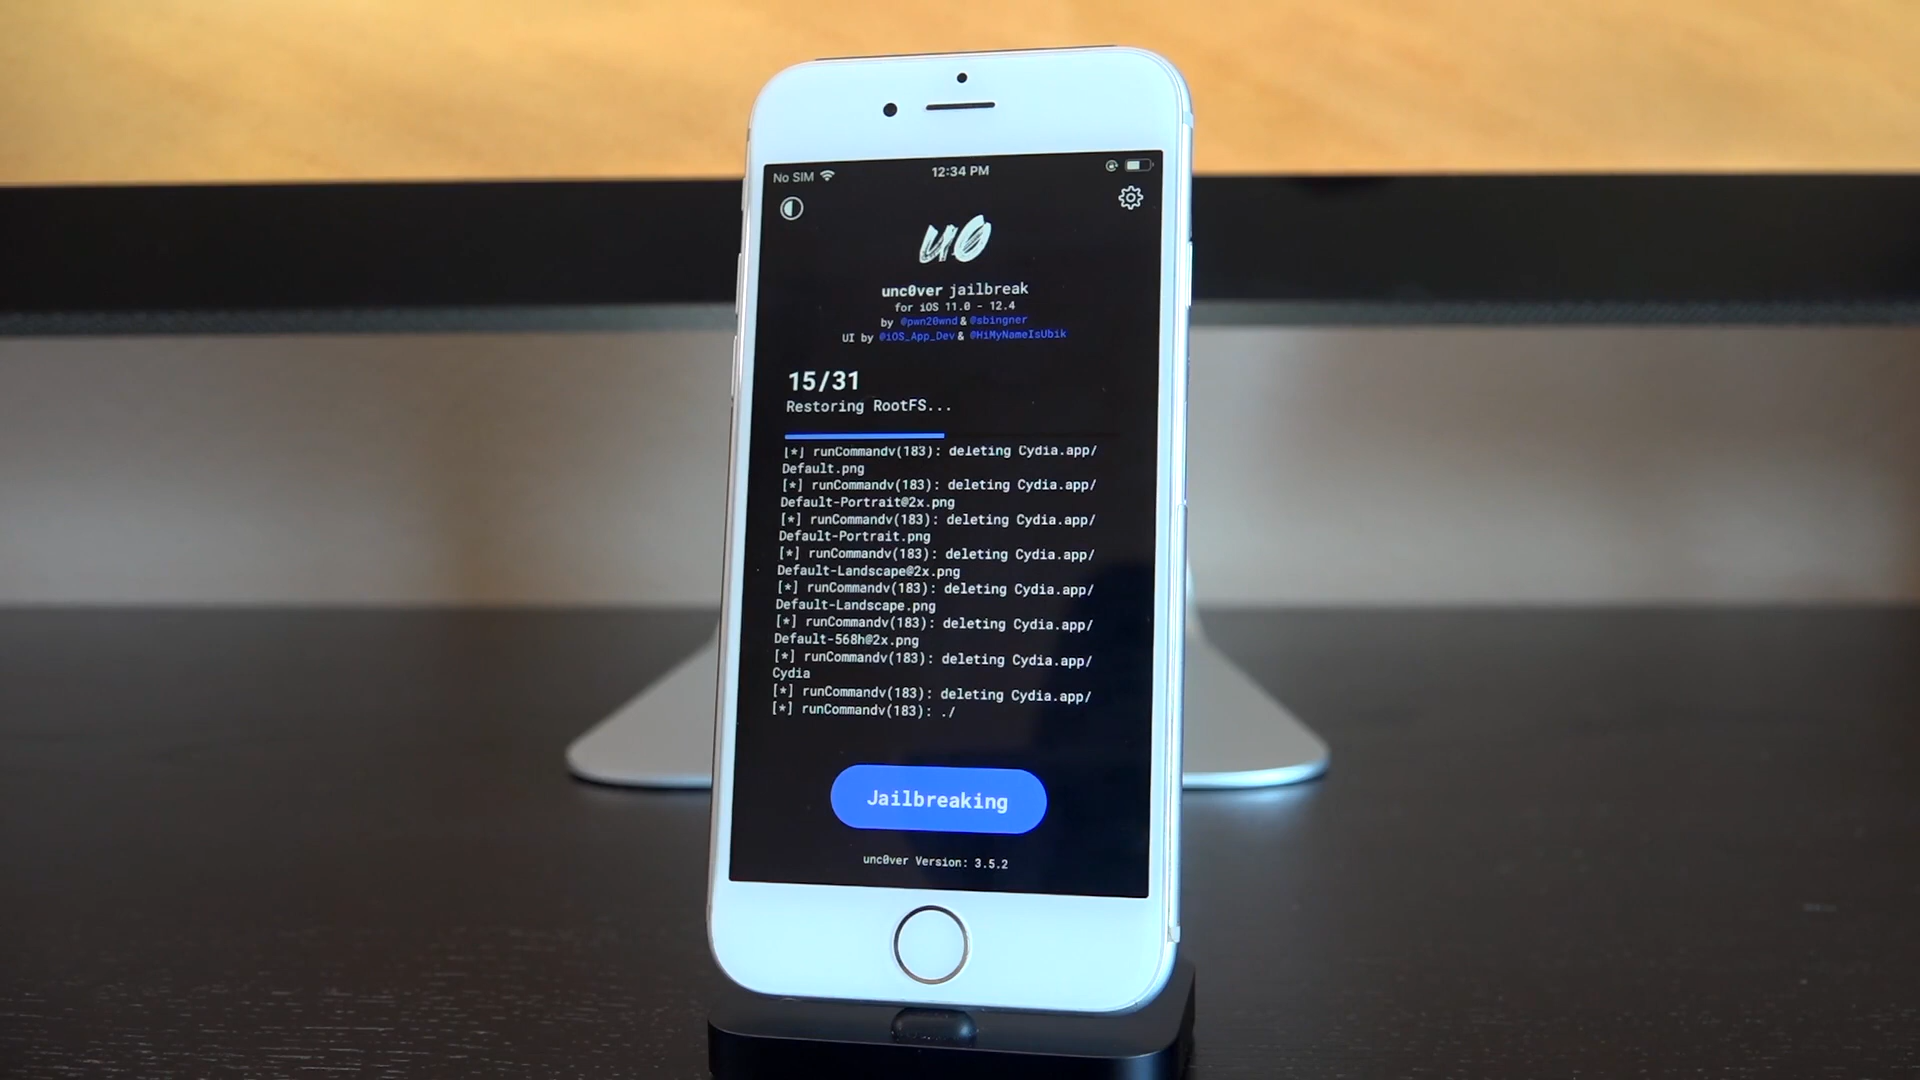 No SIM 12:34 PM
u0
unc0ver jailbreak
for iOS 11.0 - 12.4
by @pwn20wnd & @sbingner
UI by @iOS_App_Dev & @HiMyNameIsUbik
15/31
Restoring RootFS...
[*] runCommandv(183): deleting Cydia.app/
Default.png
[*] runCommandv(183): deleting Cydia.app/
Default-Portrait@2x.png
[*] runCommandv(183): deleting Cydia.app/
Default-Portrait.png
[*] runCommandv(183): deleting Cydia.app/
Default-Landscape@2x.png
[*] runCommandv(183): deleting Cydia.app/
Default-Landscape.png
[*] runCommandv(183): deleting Cydia.app/
Default-568h@2x.png
[*] runCommandv(183): deleting Cydia.app/
Cydia
[*] runCommandv(183): deleting Cydia.app/
[*] runCommandv(183): ./
Jailbreaking
unc0ver Version: 3.5.2